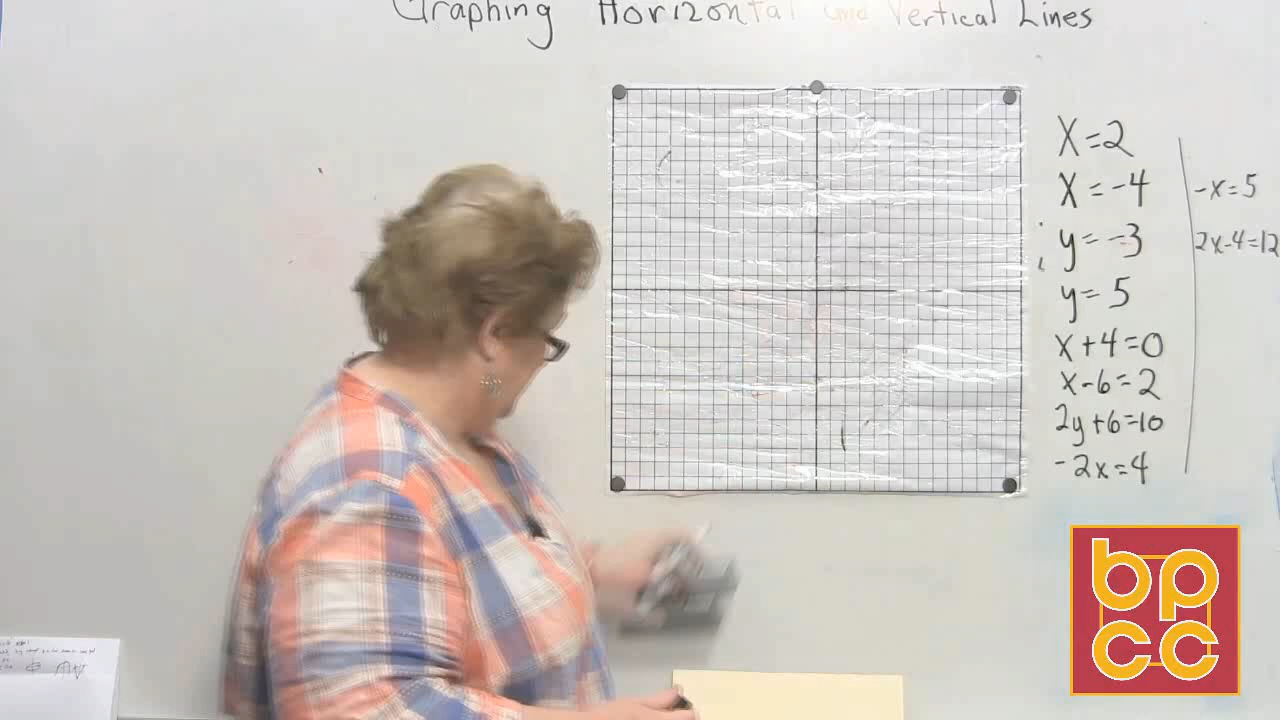 Graphing Horizontal and Vertical Lines
X=2
X=-4
y=-3
y=5
x+4=0
x-6=2
2y+6=10
-2x=4
-x=5
2x-4=12
bp
cc